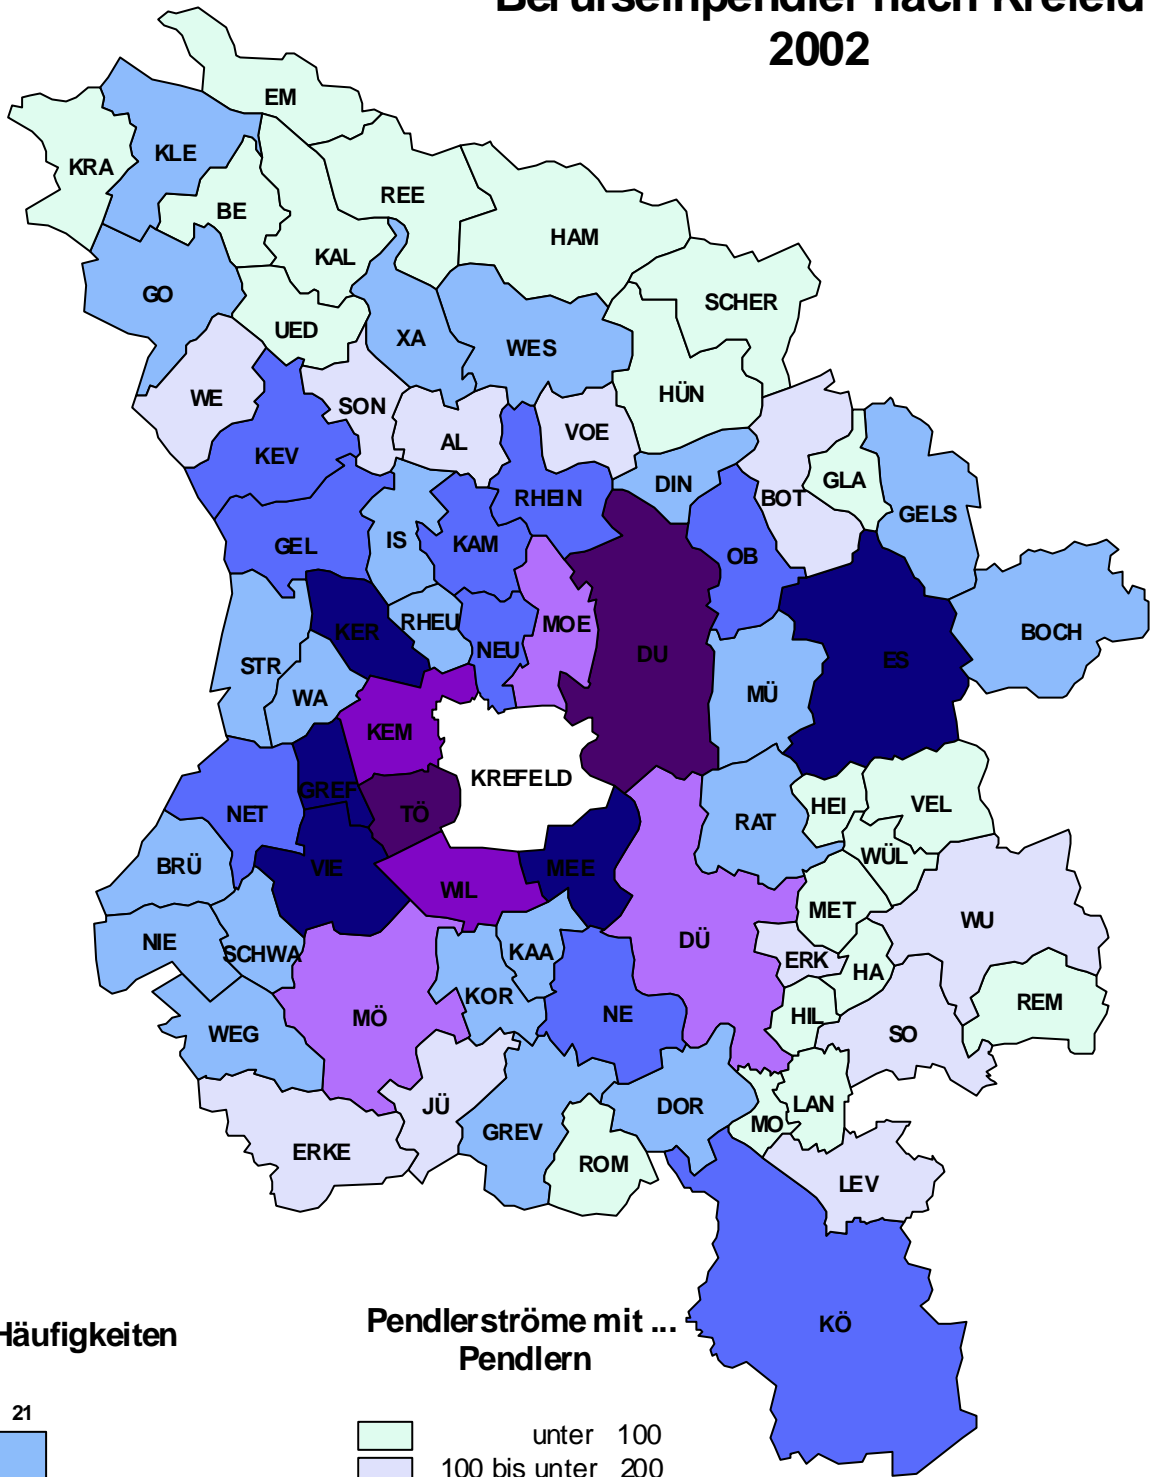 Berufseinpendler nach Krefeld
2002
EM
KRA
KLE
BE
REE
HAM
KAL
GO
UED
SCHER
XA
WES
WE
SON
HÜN
AL
VOE
KEV
RHEIN
DIN
BOT
GLA
GELS
GEL
IS
KAM
OB
KER
RHEU
MOE
NEU
DU
BOCH
ES
STR
WA
MÜ
KEM
KREFELD
GREF
NET
TÖ
RAT
HEI
VEL
WÜL
BRÜ
VIE
WIL
MEE
MET
WU
NIE
SCHWA
KAA
DÜ
ERK
HA
KOR
MÖ
NE
HIL
REM
WEG
SO
JÜ
GREV
DOR
MO
LAN
ERKE
ROM
LEV
KÖ
Häufigkeiten
21
Pendlerströme mit ...
Pendlern
unter 100
100 bis unter 200